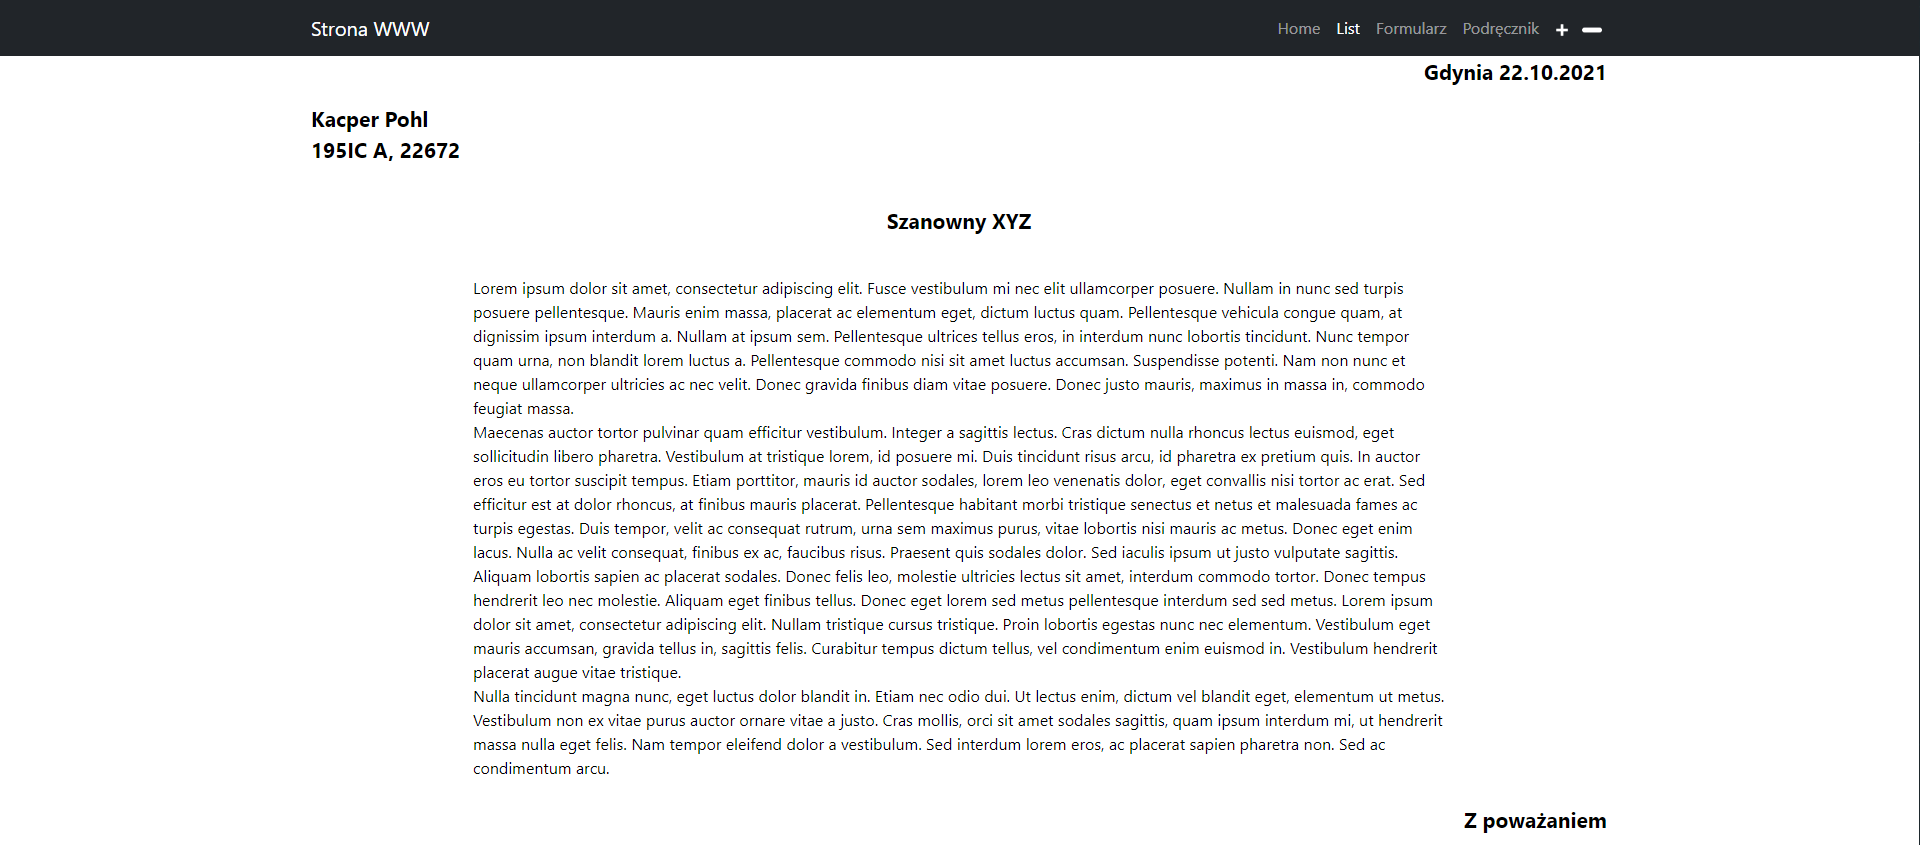 Strona WWW Home List Formularz Podręcznik + -
Gdynia 22.10.2021
Kacper Pohl
195IC A, 22672
Szanowny XYZ
Lorem ipsum dolor sit amet, consectetur adipiscing elit. Fusce vestibulum mi nec elit ullamcorper posuere. Nullam in nunc sed turpis
posuere pellentesque. Mauris enim massa, placerat ac elementum eget, dictum luctus quam. Pellentesque vehicula congue quam, at
dignissim ipsum interdum a. Nullam at ipsum sem. Pellentesque ultrices tellus eros, in interdum nunc lobortis tincidunt. Nunc tempor
quam urna, non blandit lorem luctus a. Pellentesque commodo nisi sit amet luctus accumsan. Suspendisse potenti. Nam non nunc et
neque ullamcorper ultricies ac nec velit. Donec gravida finibus diam vitae posuere. Donec justo mauris, maximus in massa in, commodo
feugiat massa.
Maecenas auctor tortor pulvinar quam efficitur vestibulum. Integer a sagittis lectus. Cras dictum nulla rhoncus lectus euismod, eget
sollicitudin libero pharetra. Vestibulum at tristique lorem, id posuere mi. Duis tincidunt risus arcu, id pharetra ex pretium quis. In auctor
eros eu tortor suscipit tempus. Etiam porttitor, mauris id auctor sodales, lorem leo venenatis dolor, eget convallis nisi tortor ac erat. Sed
efficitur est at dolor rhoncus, at finibus mauris placerat. Pellentesque habitant morbi tristique senectus et netus et malesuada fames ac
turpis egestas. Duis tempor, velit ac consequat rutrum, urna sem maximus purus, vitae lobortis nisi mauris ac metus. Donec eget enim
lacus. Nulla ac velit consequat, finibus ex ac, faucibus risus. Praesent quis sodales dolor. Sed iaculis ipsum ut justo vulputate sagittis.
Aliquam lobortis sapien ac placerat sodales. Donec felis leo, molestie ultricies lectus sit amet, interdum commodo tortor. Donec tempus
hendrerit leo nec molestie. Aliquam eget finibus tellus. Donec eget lorem sed metus pellentesque interdum sed sed metus. Lorem ipsum
dolor sit amet, consectetur adipiscing elit. Nullam tristique cursus tristique. Proin lobortis egestas nunc nec elementum. Vestibulum eget
mauris accumsan, gravida tellus in, sagittis felis. Curabitur tempus dictum tellus, vel condimentum enim euismod in. Vestibulum hendrerit
placerat augue vitae tristique.
Nulla tincidunt magna nunc, eget luctus dolor blandit in. Etiam nec odio dui. Ut lectus enim, dictum vel blandit eget, elementum ut metus.
Vestibulum non ex vitae purus auctor ornare vitae a justo. Cras mollis, orci sit amet sodales sagittis, quam ipsum interdum mi, ut hendrerit
massa nulla eget felis. Nam tempor eleifend dolor a vestibulum. Sed interdum lorem eros, ac placerat sapien pharetra non. Sed ac
condimentum arcu.
Z poważaniem